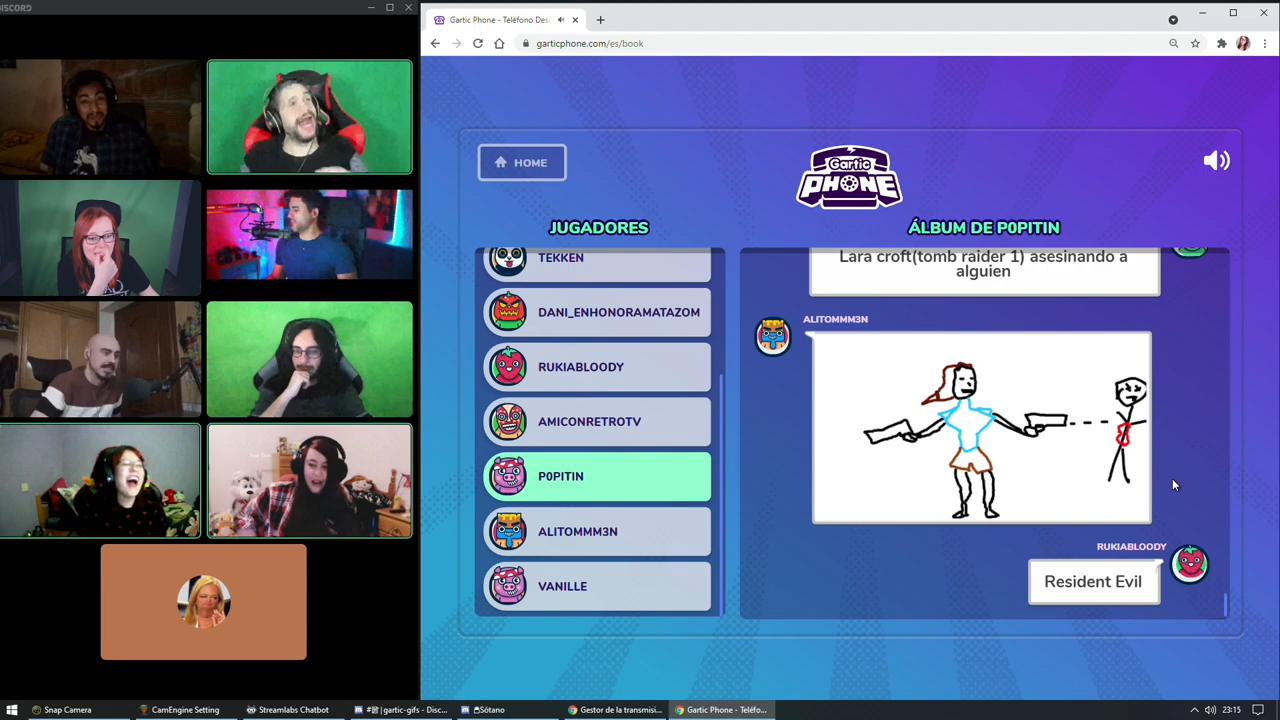 DISCORD
Gartic Phone - Teléfono Des
garticphone.com/es/book
HOME
Gartic
PHONE
JUGADORES
ÁLBUM DE P0PITIN
TEKKEN
DANI_ENHONORAMATAZOM
RUKIABLOODY
AMICONRETROTV
P0PITIN
ALITOMMM3N
VANILLE
Lara croft(tomb raider 1) asesinando a
alguien
ALITOMMM3N
RUKIABLOODY
Resident Evil
Snap Camera
CamEngine Setting
Streamlabs Chatbot
gartic-gifs - Disc...
Sótano
Gestor de la transmisi...
Gartic Phone - Teléfo...
23:15